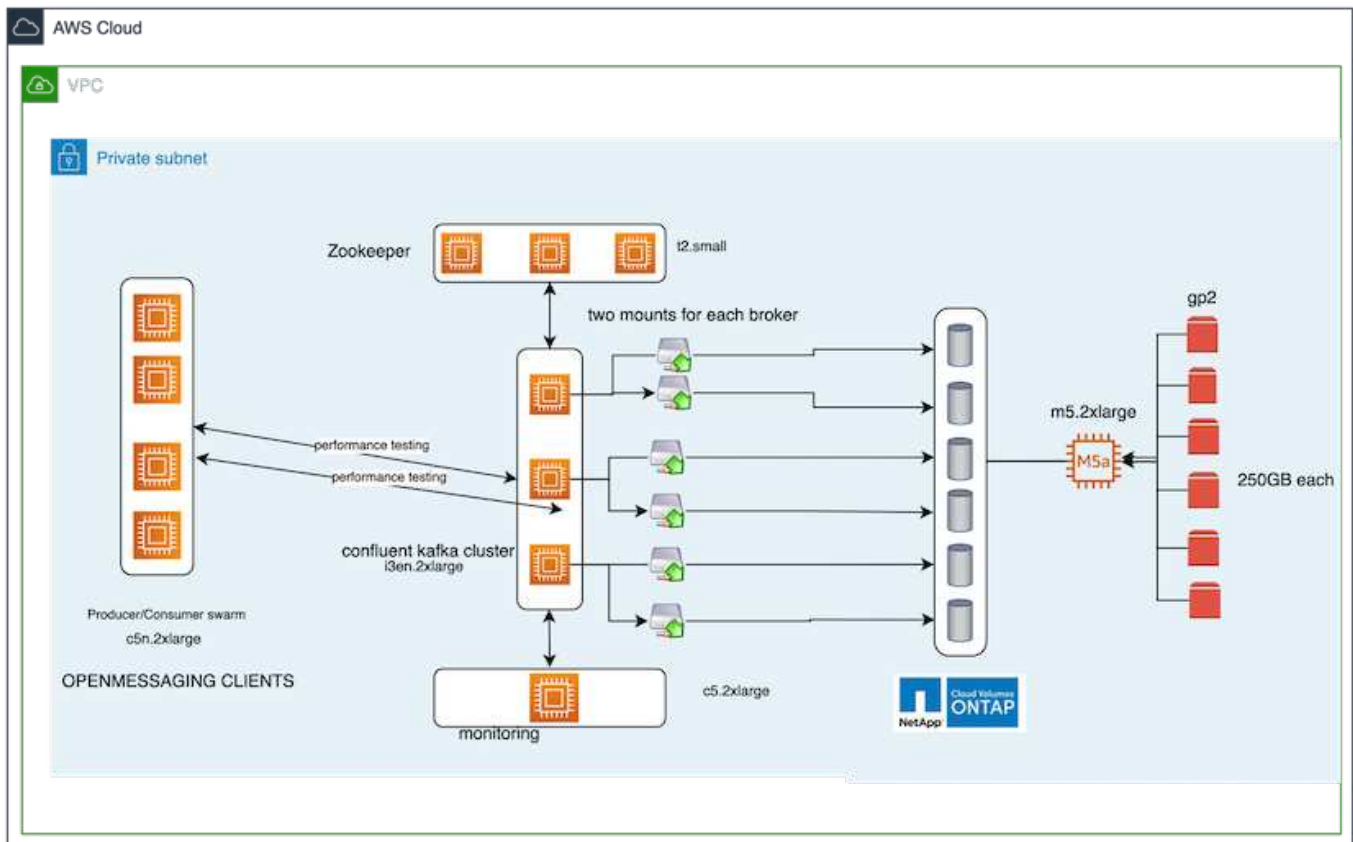 AWS Cloud
VPC
Private subnet
Zookeeper
t2.small
two mounts for each broker
gp2
m5.2xlarge
M5a
performance testing
performance testing
250GB each
confluent kafka cluster
i3en.2xlarge
Producer/Consumer swarm
c5n.2xlarge
OPENMESSAGING CLIENTS
c5.2xlarge
monitoring
NetApp
Cloud Volumes
ONTAP